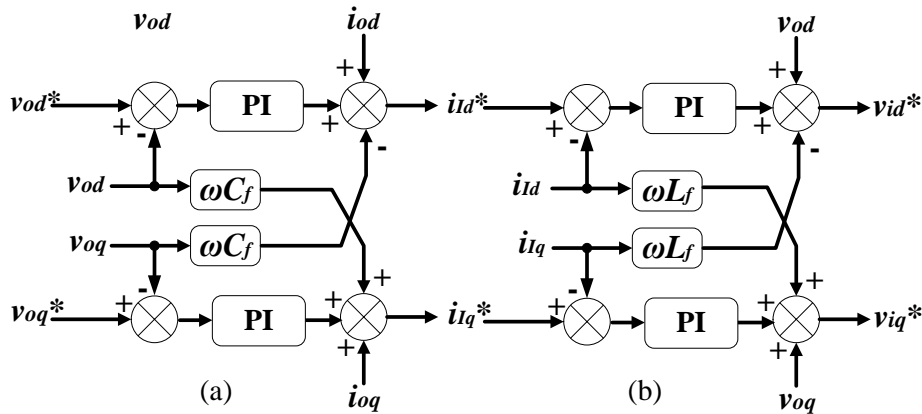 vod
iod
vod
+
+
vod*
+
PI
+
iId*
iId*
+
PI
+
vid*
-
-
-
-
vod
ωCf
iId
ωLf
voq
ωCf
iIq
ωLf
-
+
-
+
voq*
+
PI
+
iIq*
iIq*
+
PI
+
viq*
+
+
(a)
ioq
(b)
voq